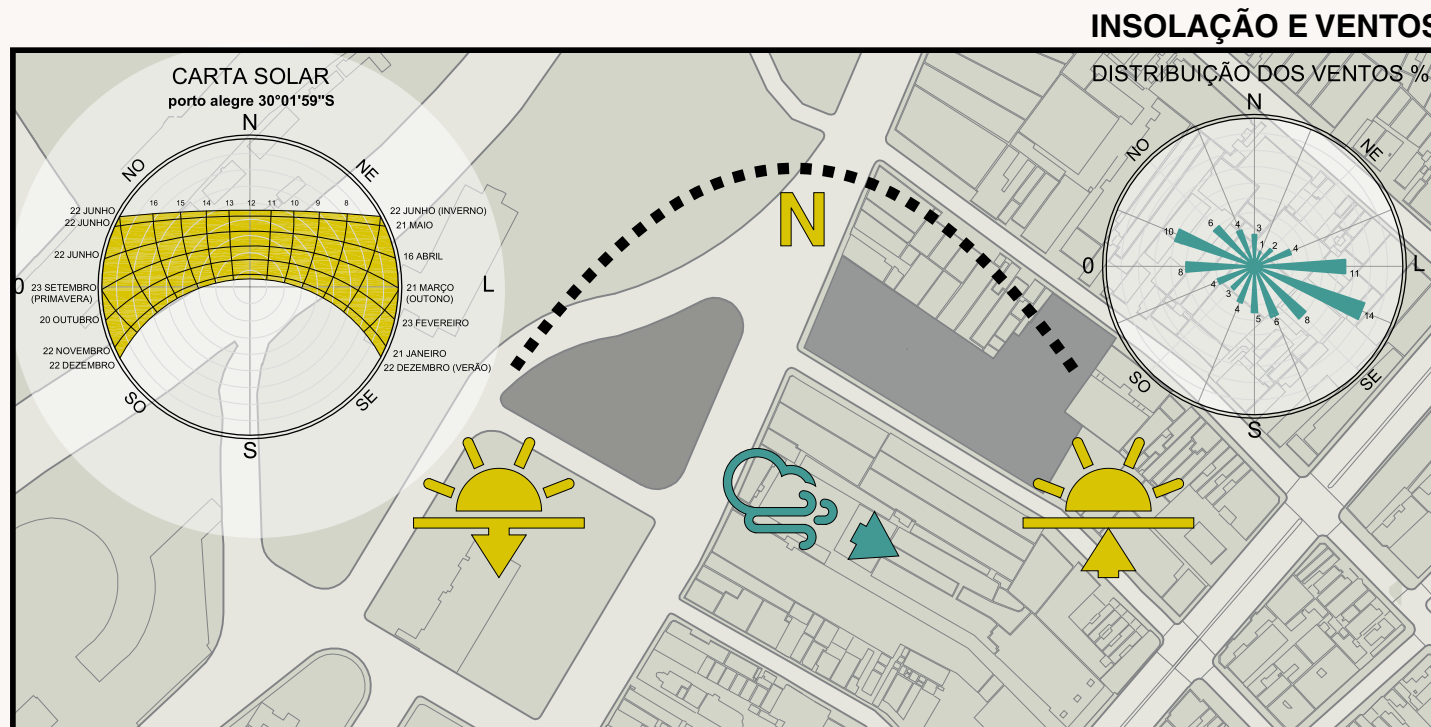 INSOLAÇÃO E VENTOS
CARTA SOLAR
porto alegre 30°01'59"S
N
NO
NE
16 15 14 13 12 11 10 9 8
22 JUNHO
22 JUNHO
22 JUNHO
0
23 SETEMBRO
(PRIMAVERA)
20 OUTUBRO
22 NOVEMBRO
22 DEZEMBRO
22 JUNHO (INVERNO)
21 MAIO
16 ABRIL
L
21 MARÇO
(OUTONO)
23 FEVEREIRO
21 JANEIRO
22 DEZEMBRO (VERÃO)
SO
SE
S
N
DISTRIBUIÇÃO DOS VENTOS %
N
NO
NE
10
6
4
3
1
2
4
0
8
11
L
4
3
4
5
6
8
14
SO
SE
S